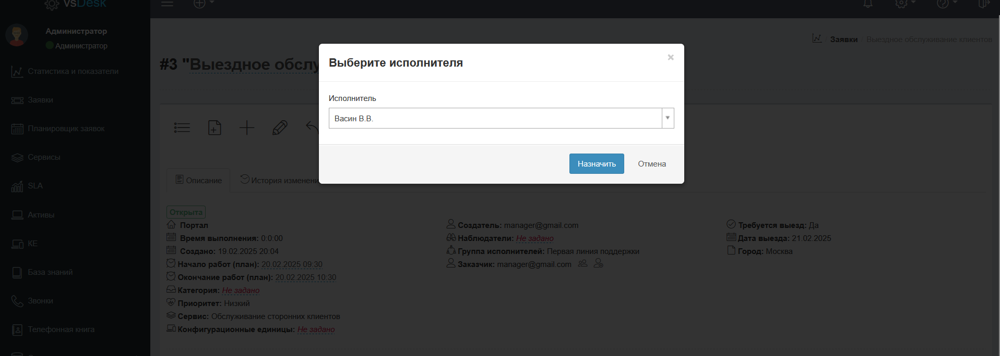 vsDesk
Администратор
Администратор
Статистика и показатели
Заявки
Планировщик заявок
Сервисы
SLA
Активы
КЕ
База знаний
Звонки
Телефонная книга
Заявки / Выездное обслуживание клиентов
#3 "Выездное обслу
Выберите исполнителя
×
Исполнитель
Васин В.В.
Назначить Отмена
Описание История изменени
Открыта
Портал
Время выполнения: 0:0:00
Создано: 19.02.2025 20:04
Начало работ (план): 20.02.2025 09:30
Окончание работ (план): 20.02.2025 10:30
Категория: Не задано
Приоритет: Низкий
Сервис: Обслуживание сторонних клиентов
Конфигурационные единицы: Не задано
Создатель: manager@gmail.com
Наблюдатели: Не задано
Группа исполнителей: Первая линия поддержки
Заказчик: manager@gmail.com
Требуется выезд: Да
Дата выезда: 21.02.2025
Город: Москва